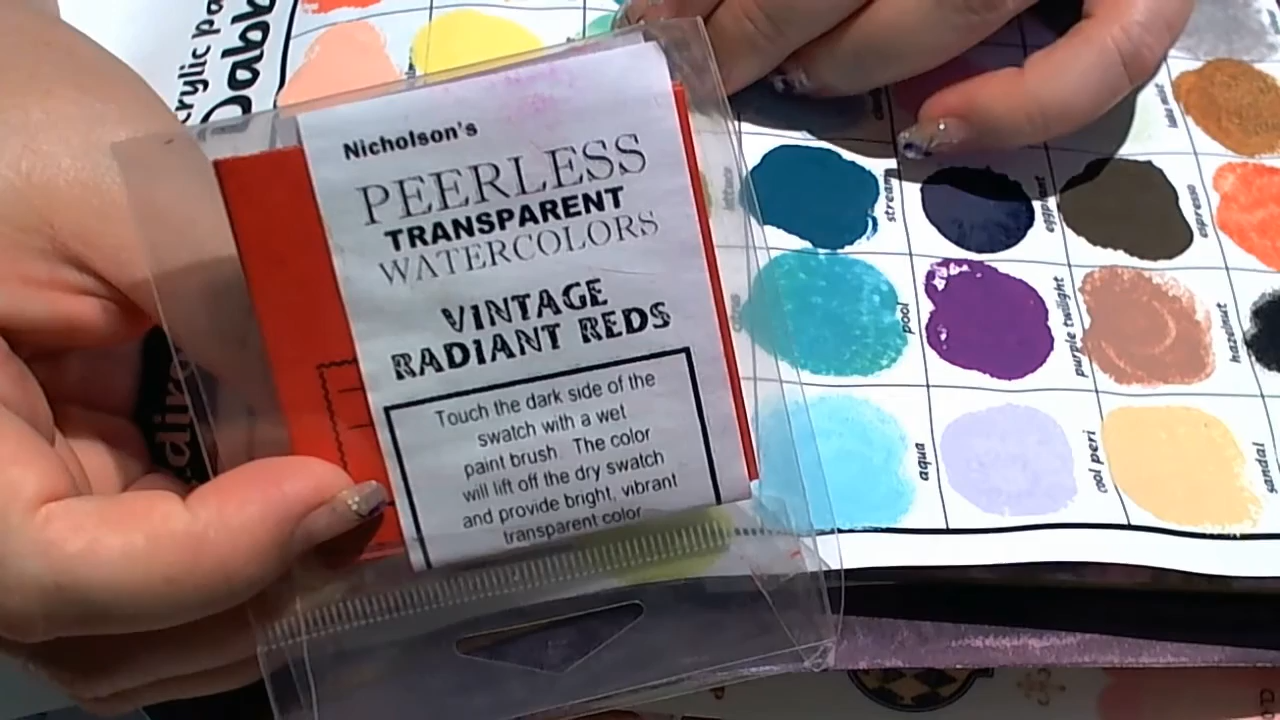 Nicholson's
PEERLESS
TRANSPARENT
WATERCOLORS
VINTAGE
RADIANT REDS
Touch the dark side of the
swatch with a wet
paint brush. The color
will lift off the dry swatch
and provide bright, vibrant
transparent color
stream
eggplant
espresso
pool
purple twilight
hazelnut
aqua
cool peri
sandal